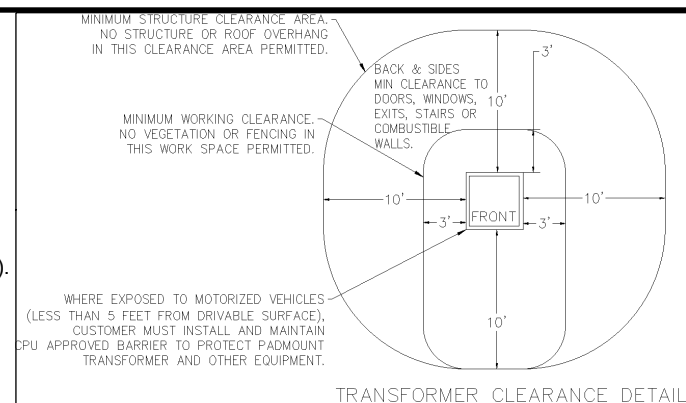 MINIMUM STRUCTURE CLEARANCE AREA.
NO STRUCTURE OR ROOF OVERHANG
IN THIS CLEARANCE AREA PERMITTED.
3'
BACK & SIDES
MIN CLEARANCE TO
DOORS, WINDOWS,
EXITS, STAIRS OR
COMBUSTIBLE
WALLS.
10'
MINIMUM WORKING CLEARANCE.
NO VEGETATION OR FENCING IN
THIS WORK SPACE PERMITTED.
10'
10'
3'
FRONT
3'
).
WHERE EXPOSED TO MOTORIZED VEHICLES
(LESS THAN 5 FEET FROM DRIVABLE SURFACE),
CUSTOMER MUST INSTALL AND MAINTAIN
CPU APPROVED BARRIER TO PROTECT PADMOUNT
TRANSFORMER AND OTHER EQUIPMENT.
10'
TRANSFORMER CLEARANCE DETAIL